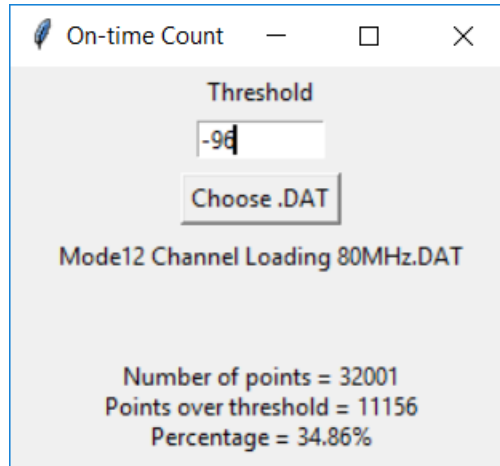 On-time Count
Threshold
-96
Choose .DAT
Mode12 Channel Loading 80MHz.DAT
Number of points = 32001
Points over threshold = 11156
Percentage = 34.86%